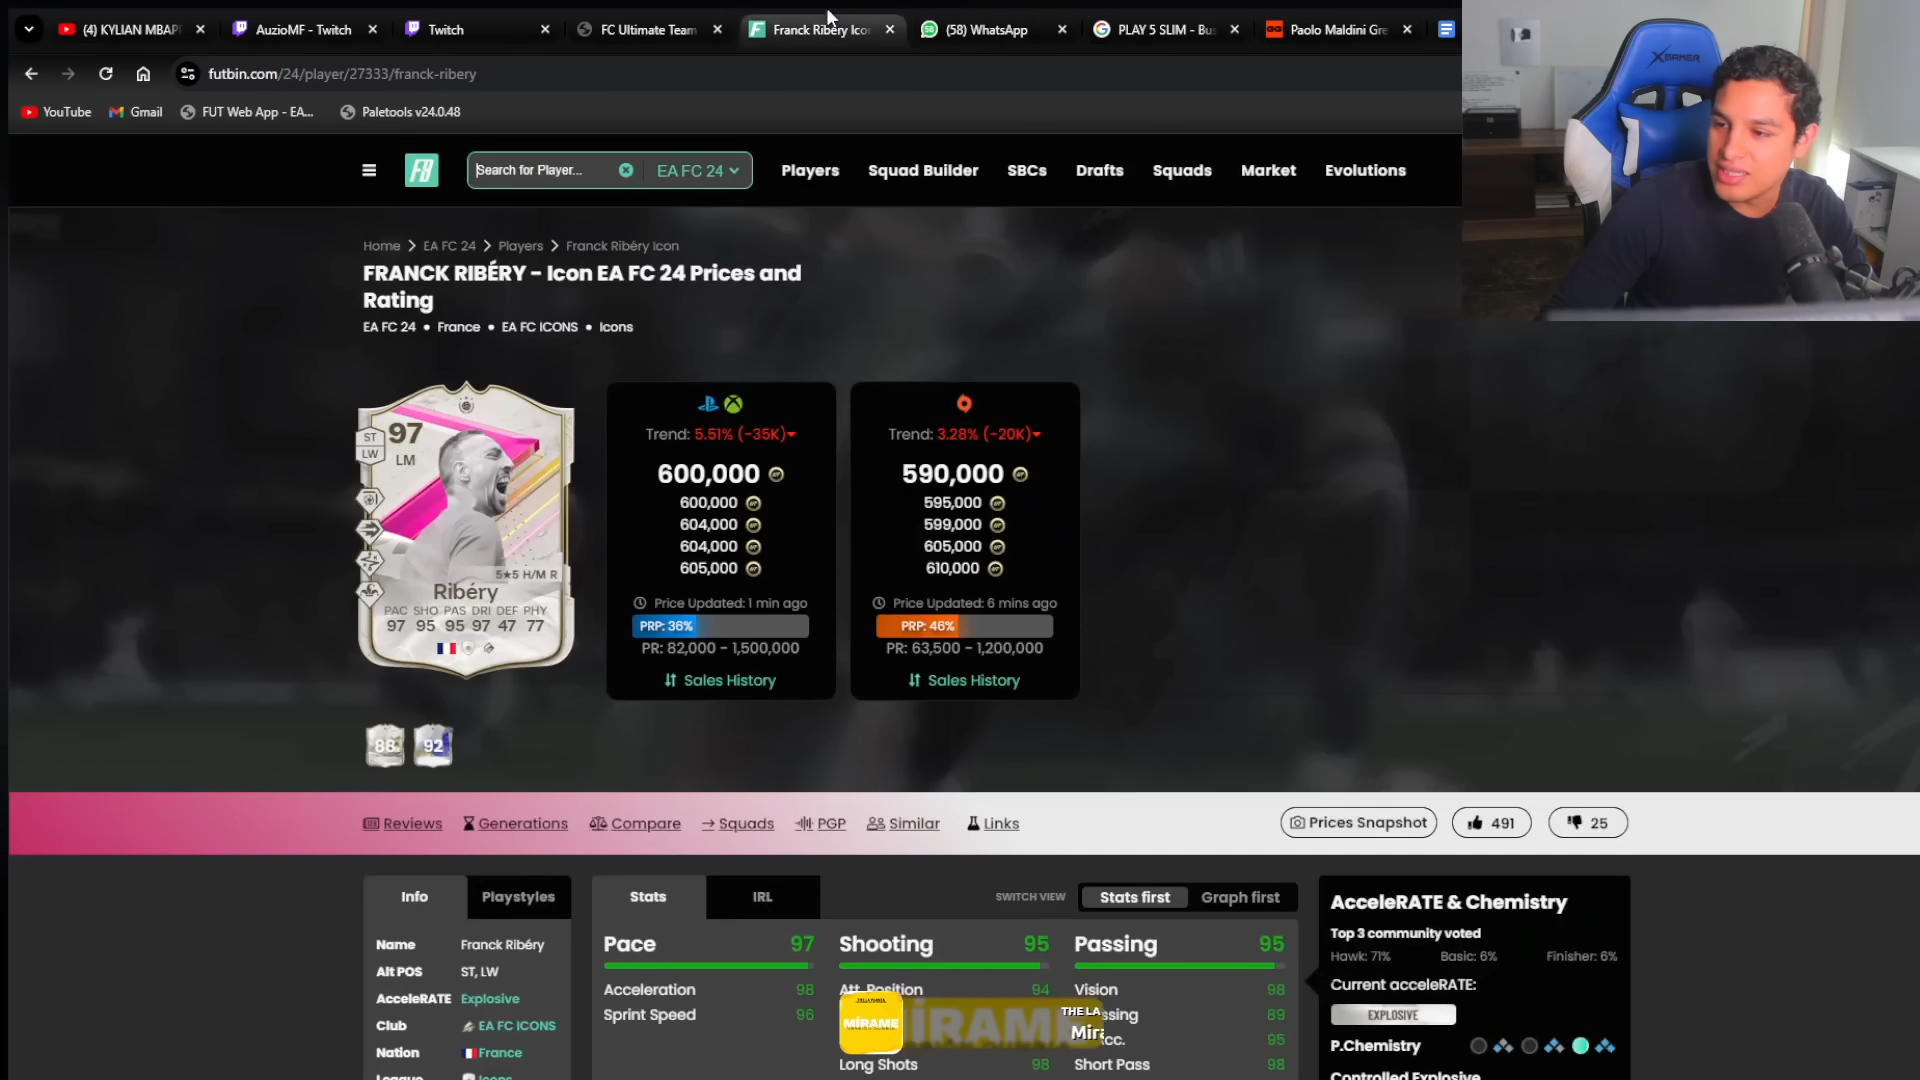 (4) KYLIAN MBAP
AuzioMF - Twitch
Twitch
FC Ultimate Team
Franck Ribéry Ico
(58) WhatsApp
PLAY 5 SLIM - Bu
Paolo Maldini Gre
futbin.com/24/player/27333/franck-ribery
YouTube
Gmail
FUT Web App - EA...
Paletools v24.0.48
XGAMER
Search for Player...
EA FC 24
Players
Squad Builder
SBCs
Drafts
Squads
Market
Evolutions
Home > EA FC 24 > Players > Franck Ribéry Icon
FRANCK RIBÉRY - Icon EA FC 24 Prices and
Rating
EA FC 24 • France • EA FC ICONS • Icons
97
LM
ST
LW
5★5 H/M R
Ribéry
PAC SHO PAS DRI DEF PHY
97 95 95 97 47 77
Trend: 5.51% (-35K)
600,000
600,000
604,000
604,000
605,000
Price Updated: 1 min ago
PRP: 36%
PR: 82,000 - 1,500,000
Sales History
Trend: 3.28% (-20K)
590,000
595,000
599,000
605,000
610,000
Price Updated: 6 mins ago
PRP: 46%
PR: 63,500 - 1,200,000
Sales History
88
92
Reviews
Generations
Compare
Squads
PGP
Similar
Links
Prices Snapshot
491
25
Info
Playstyles
Name Franck Ribéry
Alt POS ST, LW
AcceleRATE Explosive
Club EA FC ICONS
Nation France
League Icons
Stats
IRL
SWITCH VIEW
Stats first
Graph first
Pace 97
Acceleration 98
Sprint Speed 96
Shooting 95
Att. Position 94
Long Shots 98
Passing 95
Vision 98
ssing 89
cc. 95
Short Pass 98
MÍRAME
MÍRAME
THE LA
Mir
AcceleRATE & Chemistry
Top 3 community voted
Hawk: 71%
Basic: 6%
Finisher: 6%
Current acceleRATE:
EXPLOSIVE
P.Chemistry
Controlled Explosive